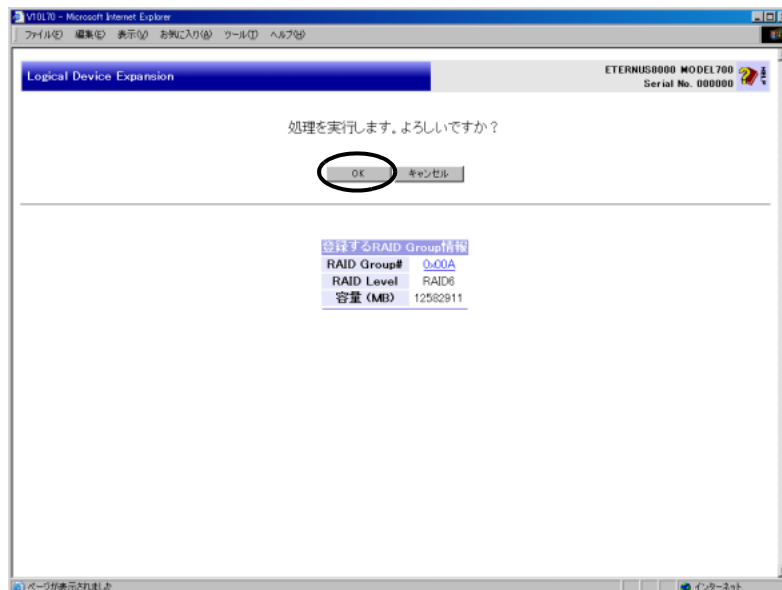 V10L70 - Microsoft Internet Explorer
ファイル(F) 編集(E) 表示(V) お気に入り(A) ツール(T) ヘルプ(H)
Logical Device Expansion
ETERNUS8000 MODEL700
Serial No. 000000
処理を実行します。よろしいですか？
OK キャンセル
登録するRAID Group情報
RAID Group# 0x00A
RAID Level RAID6
容量 (MB) 12582911
ページが表示されました インターネット